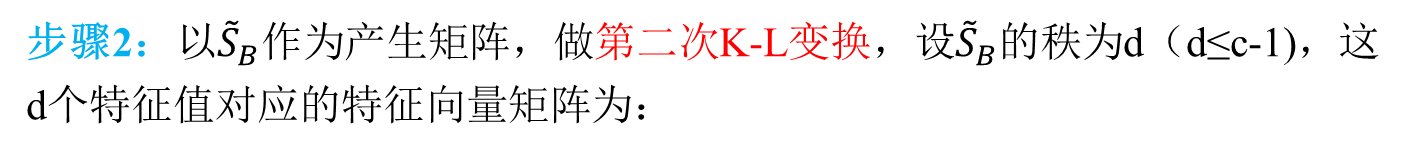 步骤2：以S̃_B作为产生矩阵，做第二次K-L变换，设S̃_B的秩为d（d≤c-1)，这
d个特征值对应的特征向量矩阵为：